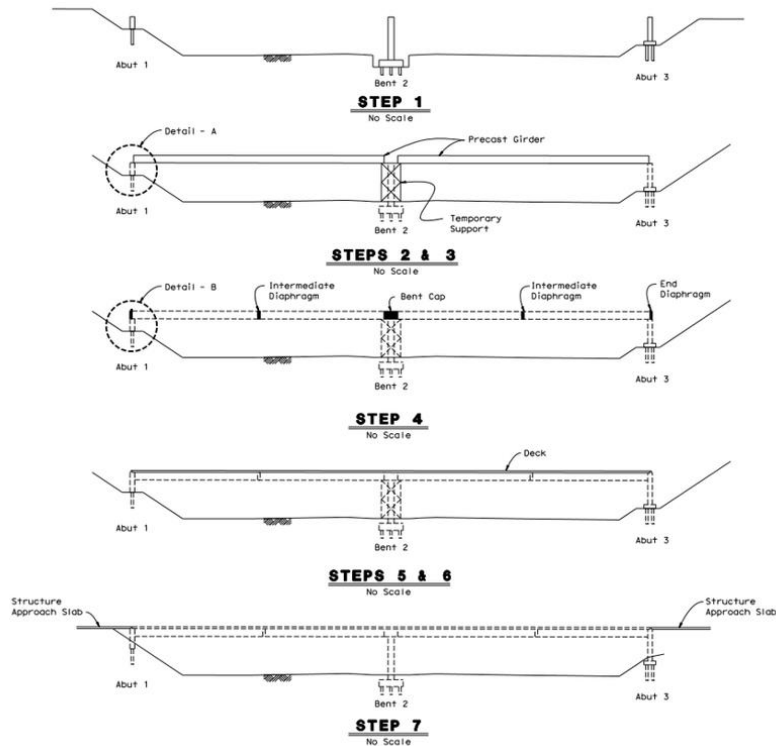 Abut 1
Bent 2
Abut 3
STEP 1
No Scale
Detail - A
Precast Girder
Abut 1
Temporary
Support
Bent 2
Abut 3
STEPS 2 & 3
No Scale
Detail - B
Intermediate
Diaphragm
Bent Cap
Intermediate
Diaphragm
End
Diaphragm
Abut 1
Bent 2
Abut 3
STEP 4
No Scale
Deck
Abut 1
Bent 2
Abut 3
STEPS 5 & 6
No Scale
Structure
Approach Slab
Structure
Approach Slab
Abut 1
Bent 2
Abut 3
STEP 7
No Scale